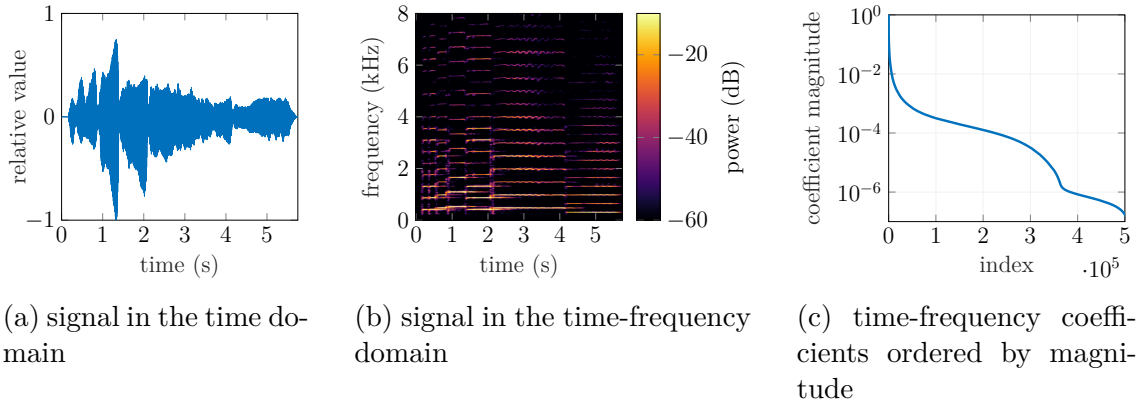 1
0
−1
relative value
0 1 2 3 4 5
time (s)
8
6
4
2
0
frequency (kHz)
0 1 2 3 4 5
time (s)
−20
−40
−60
power (dB)
10^0
10^−2
10^−4
10^−6
coefficient magnitude
0 1 2 3 4 5
index
·10^5
(a) signal in the time do-
main
(b) signal in the time-frequency
domain
(c) time-frequency coeffi-
cients ordered by magni-
tude